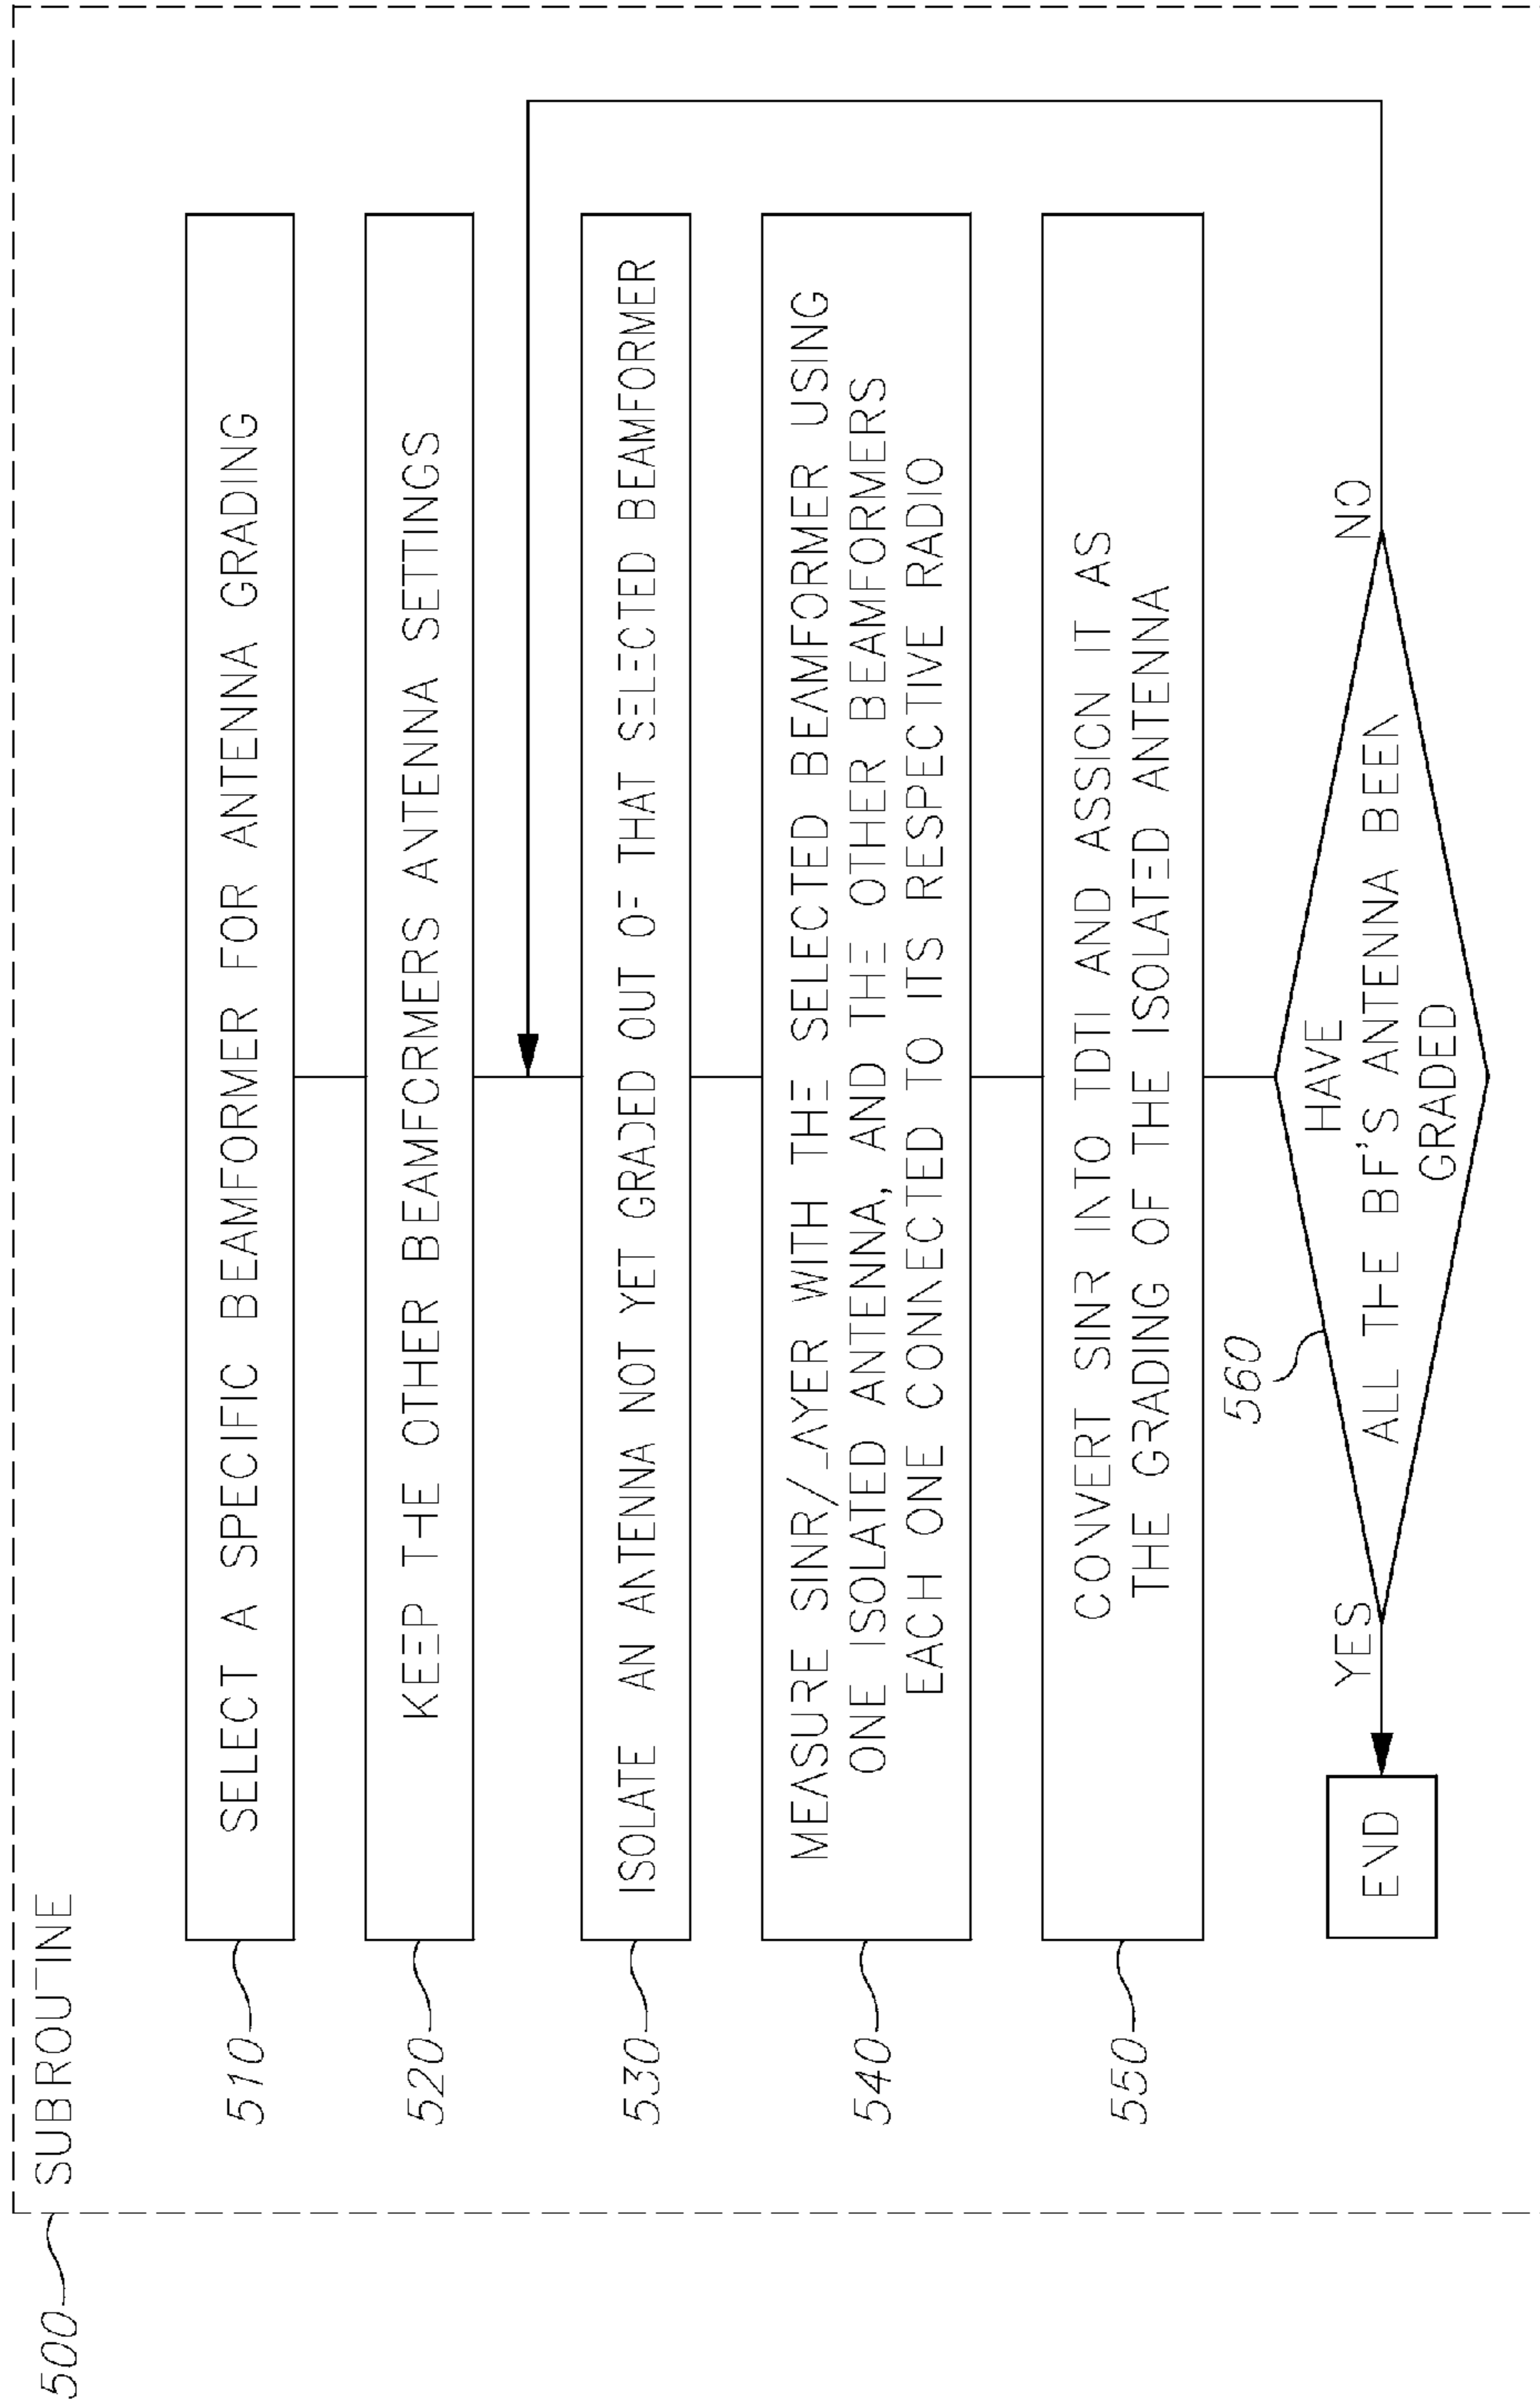 500
SUBROUTINE
510
SELECT A SPECIFIC BEAMFORMER FOR ANTENNA GRADING
520
KEEP THE OTHER BEAMFORMERS ANTENNA SETTINGS
530
ISOLATE AN ANTENNA NOT YET GRADED OUT OF THAT SELECTED BEAMFORMER
540
MEASURE SINR/LAYER WITH THE SELECTED BEAMFORMER USING
ONE ISOLATED ANTENNA, AND THE OTHER BEAMFORMERS
EACH ONE CONNECTED TO ITS RESPECTIVE RADIO
550
CONVERT SINR INTO TDTI AND ASSIGN IT AS
THE GRADING OF THE ISOLATED ANTENNA
560
HAVE
ALL THE BF'S ANTENNA BEEN
GRADED
YES
NO
END